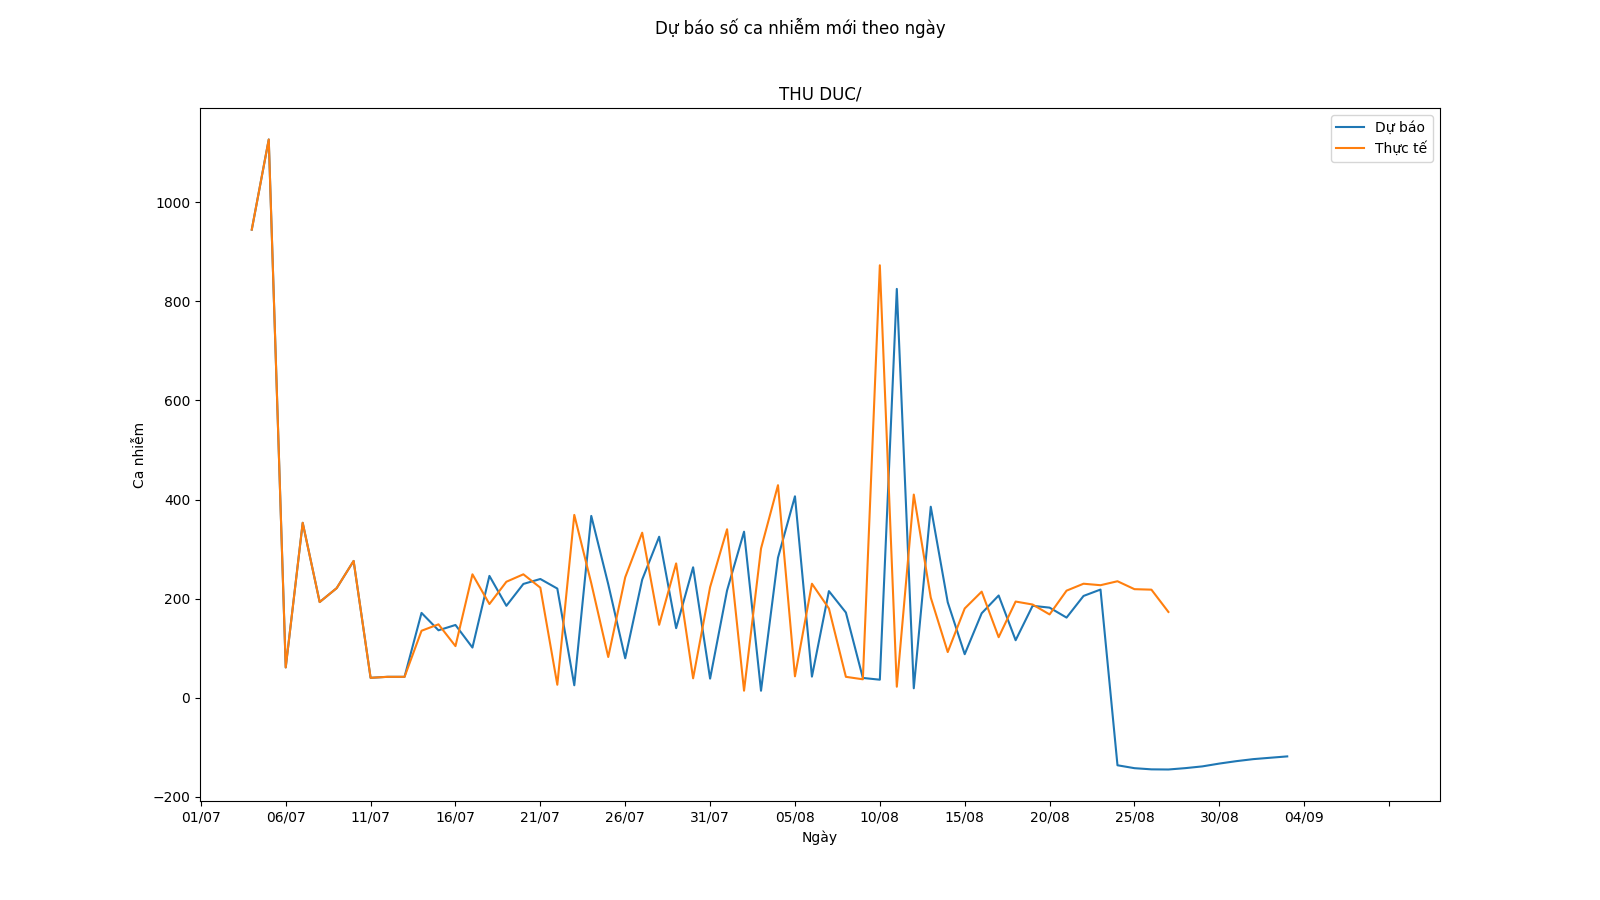 Dự báo số ca nhiễm mới theo ngày
THU DUC/
Dự báo
Thực tế
1000
800
600
400
200
0
−200
Ca nhiễm
01/07 06/07 11/07 16/07 21/07 26/07 31/07 05/08 10/08 15/08 20/08 25/08 30/08 04/09
Ngày